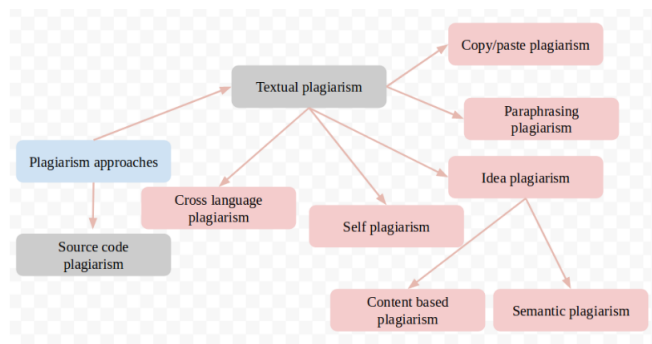 Copy/paste plagiarism
Textual plagiarism
Paraphrasing
plagiarism
Plagiarism approaches
Idea plagiarism
Cross language
plagiarism
Self plagiarism
Source code
plagiarism
Content based
plagiarism
Semantic plagiarism